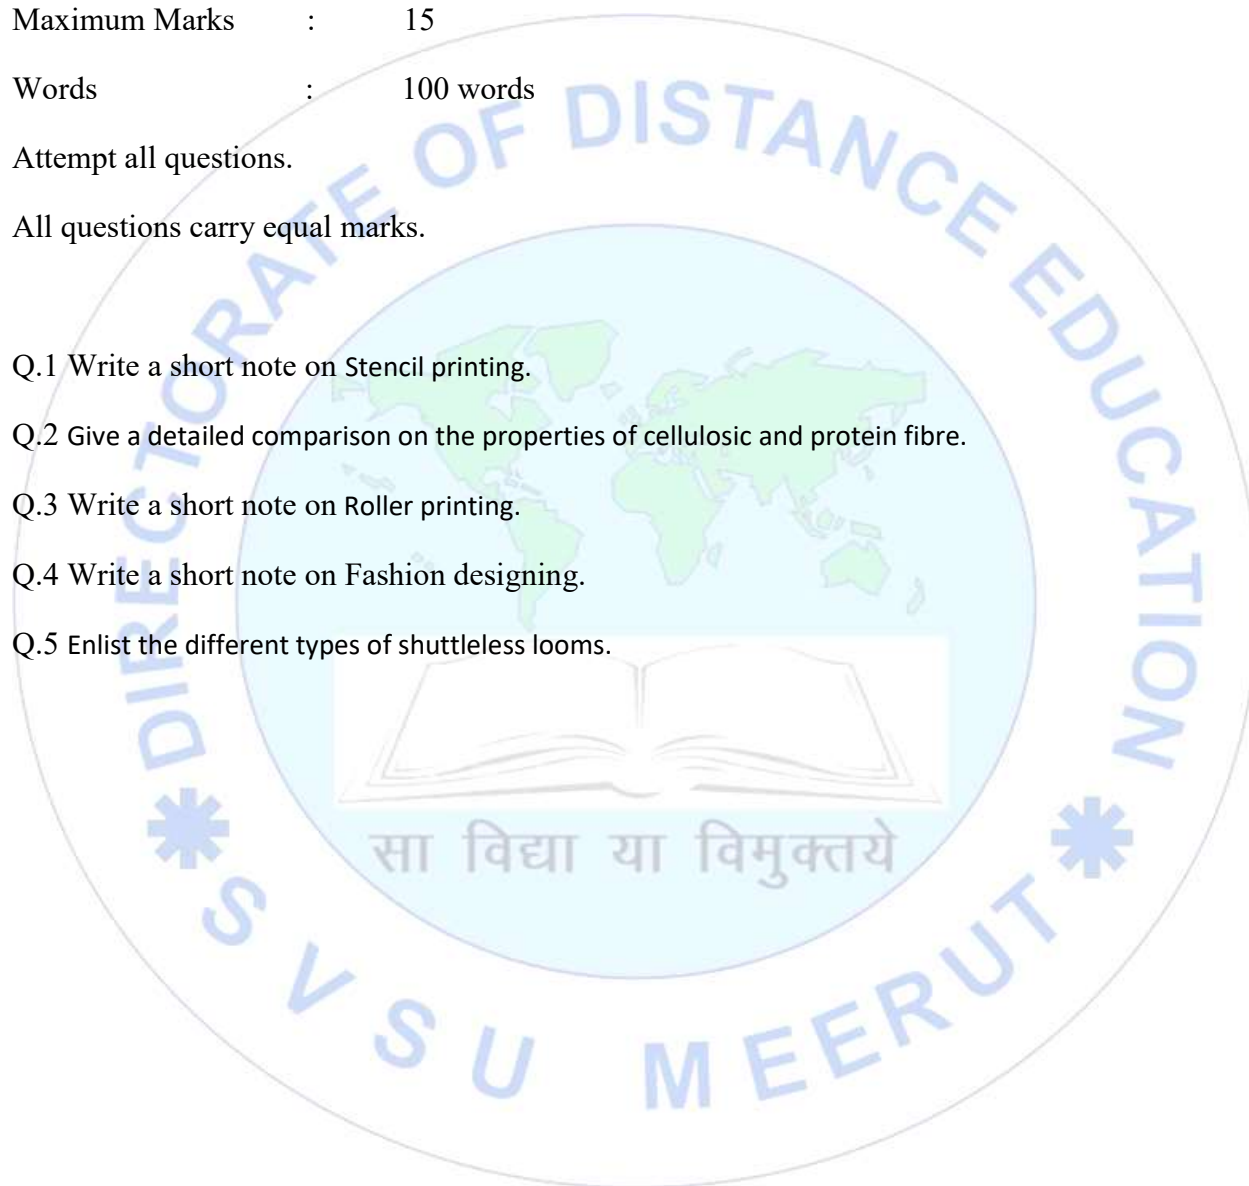 Maximum Marks : 15
Words : 100 words
Attempt all questions.
All questions carry equal marks.
Q.1 Write a short note on Stencil printing.
Q.2 Give a detailed comparison on the properties of cellulosic and protein fibre.
Q.3 Write a short note on Roller printing.
Q.4 Write a short note on Fashion designing.
Q.5 Enlist the different types of shuttleless looms.
DIRECTORATE OF DISTANCE EDUCATION
सा विद्या या विमुक्तये
SVSU MEERUT